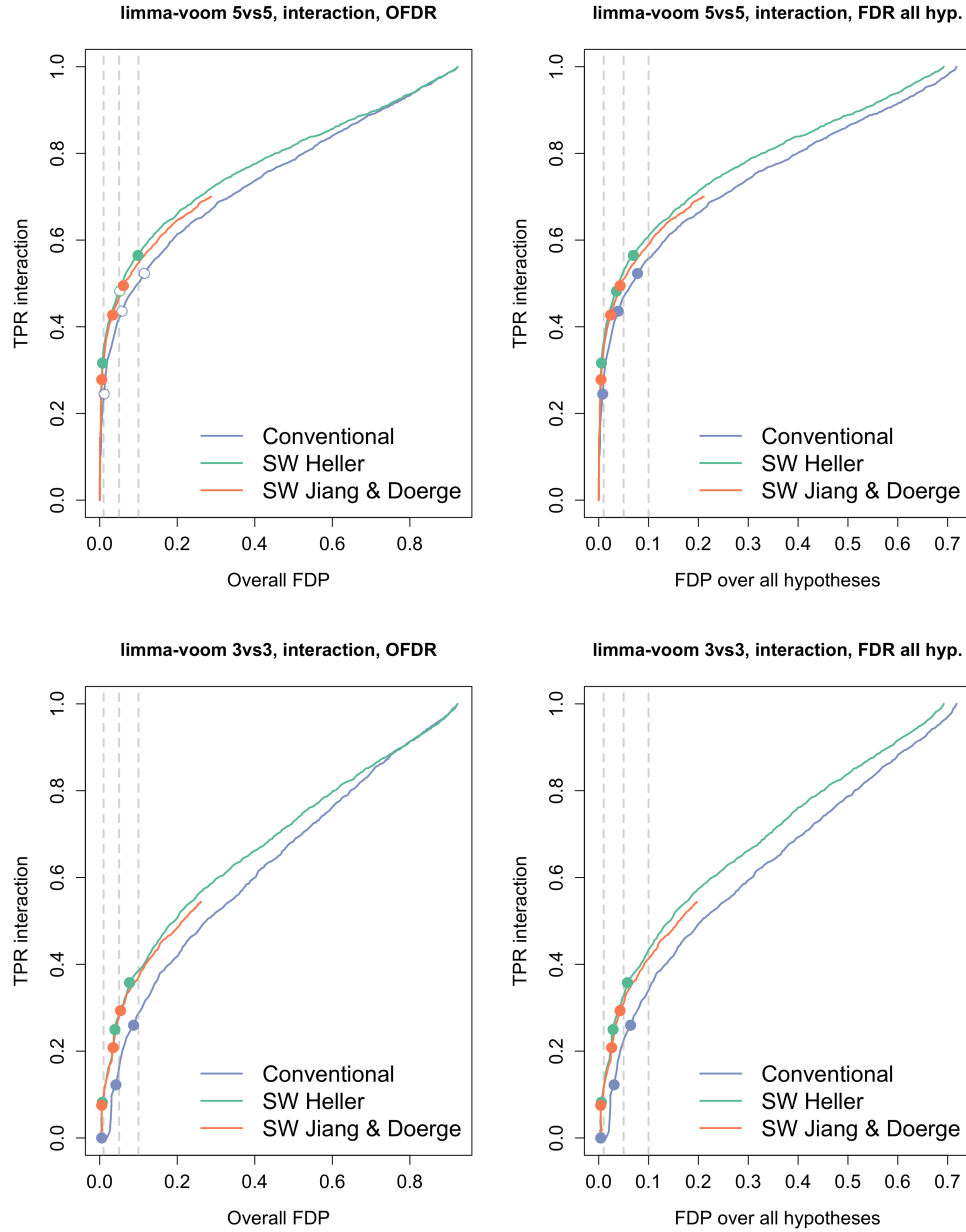 limma-voom 5vs5, interaction, OFDR
TPR interaction
1.0
0.8
0.6
0.4
0.2
0.0
Conventional
SW Heller
SW Jiang & Doerge
0.0 0.2 0.4 0.6 0.8
Overall FDP
limma-voom 5vs5, interaction, FDR all hyp.
TPR interaction
1.0
0.8
0.6
0.4
0.2
0.0
Conventional
SW Heller
SW Jiang & Doerge
0.0 0.1 0.2 0.3 0.4 0.5 0.6 0.7
FDP over all hypotheses
limma-voom 3vs3, interaction, OFDR
TPR interaction
1.0
0.8
0.6
0.4
0.2
0.0
Conventional
SW Heller
SW Jiang & Doerge
0.0 0.2 0.4 0.6 0.8
Overall FDP
limma-voom 3vs3, interaction, FDR all hyp.
TPR interaction
1.0
0.8
0.6
0.4
0.2
0.0
Conventional
SW Heller
SW Jiang & Doerge
0.0 0.1 0.2 0.3 0.4 0.5 0.6 0.7
FDP over all hypotheses